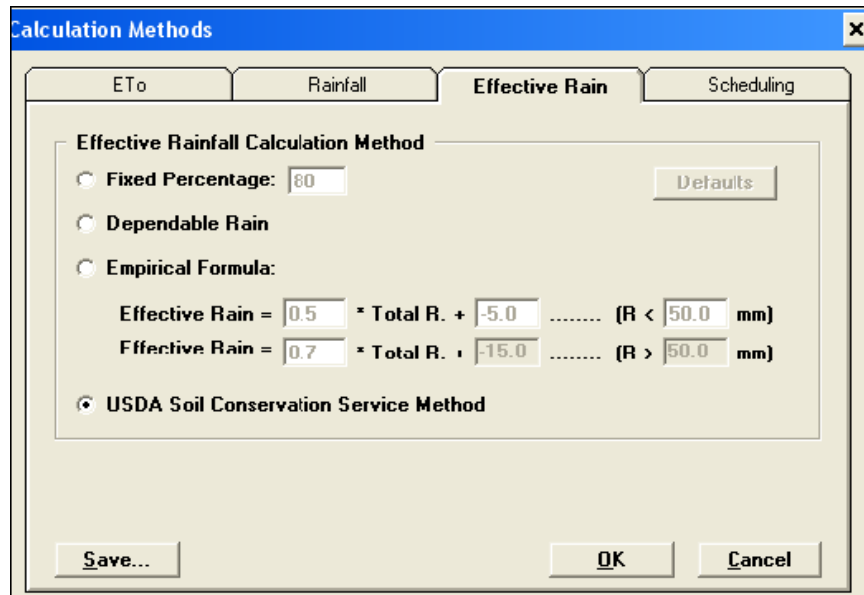 Calculation Methods
ETo Rainfall Effective Rain Scheduling
Effective Rainfall Calculation Method
Fixed Percentage: 80 Defaults
Dependable Rain
Empirical Formula:
Effective Rain = 0.5 * Total R. + -5.0 ........ (R < 50.0 mm)
Effective Rain = 0.7 * Total R. + -15.0 ........ (R > 50.0 mm)
USDA Soil Conservation Service Method
Save... OK Cancel